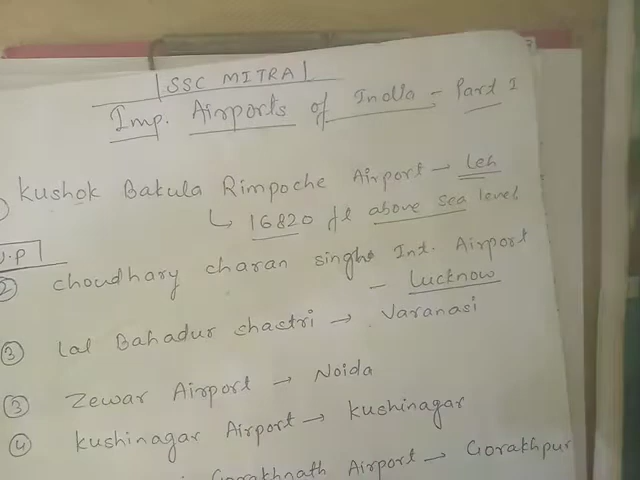 SSC MITRA
Imp. Airports of India - Part I
Kushok Bakula Rimpoche Airport - Leh
↳ 16820 ft above sea level
U.P
② Choudhary Charan Singh Int. Airport
- Lucknow
③ Lal Bahadur Shastri → Varanasi
③ Zewar Airport → Noida
④ Kushinagar Airport → Kushinagar
Gorakhnath Airport → Gorakhpur